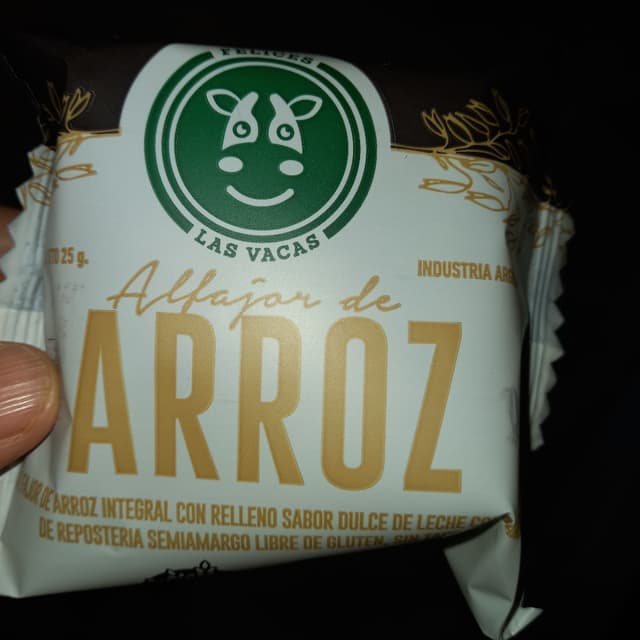 FELICES
LAS VACAS
25 g.
INDUSTRIA
Alfajor de
ARROZ
DE ARROZ INTEGRAL CON RELLENO SABOR DULCE DE LECHE
DE REPOSTERIA SEMIAMARGO LIBRE DE GLUTEN, SIN